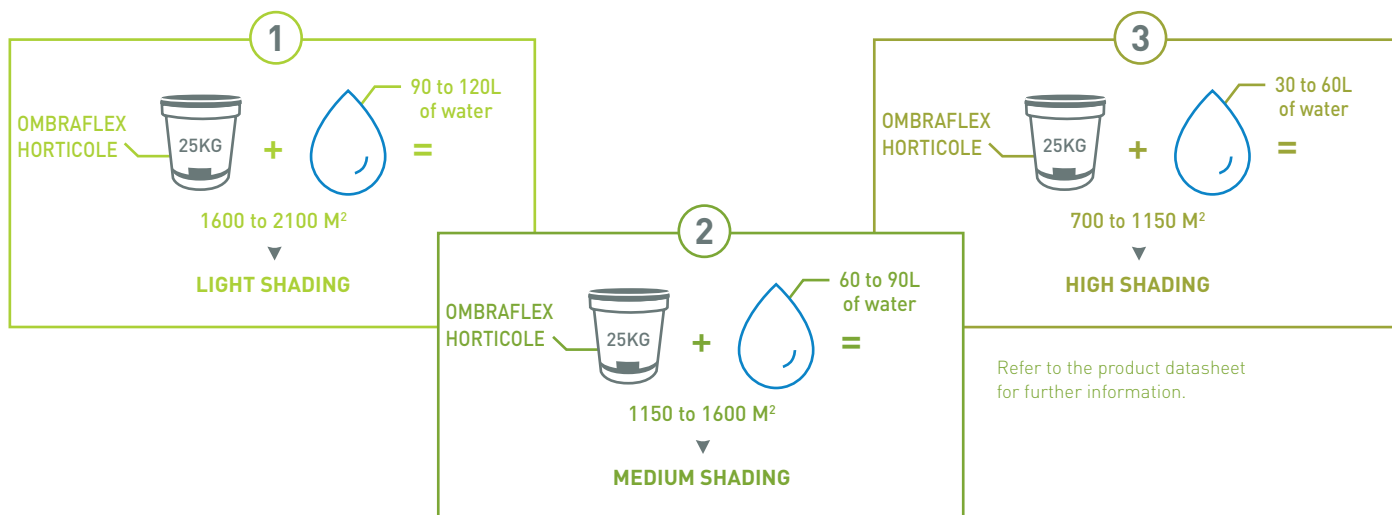 1
OMBRAFLEX
HORTICOLE
25KG
+
90 to 120L
of water
=
1600 to 2100 M²
LIGHT SHADING
2
OMBRAFLEX
HORTICOLE
25KG
+
60 to 90L
of water
=
1150 to 1600 M²
MEDIUM SHADING
3
OMBRAFLEX
HORTICOLE
25KG
+
30 to 60L
of water
=
700 to 1150 M²
HIGH SHADING
Refer to the product datasheet
for further information.